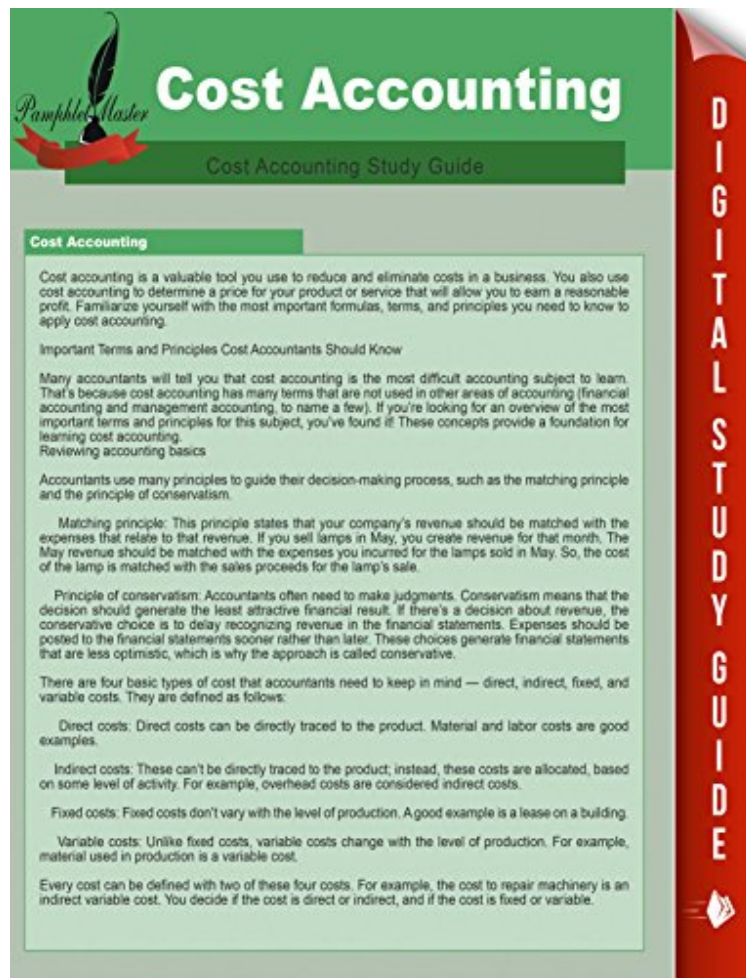 Pamphlet Master
Cost Accounting
Cost Accounting Study Guide
Cost Accounting
Cost accounting is a valuable tool you use to reduce and eliminate costs in a business. You also use
cost accounting to determine a price for your product or service that will allow you to earn a reasonable
profit. Familiarize yourself with the most important formulas, terms, and principles you need to know to
apply cost accounting.
Important Terms and Principles Cost Accountants Should Know
Many accountants will tell you that cost accounting is the most difficult accounting subject to learn.
That's because cost accounting has many terms that are not used in other areas of accounting (financial
accounting and management accounting, to name a few). If you're looking for an overview of the most
important terms and principles for this subject, you've found it! These concepts provide a foundation for
learning cost accounting.
Reviewing accounting basics
Accountants use many principles to guide their decision-making process, such as the matching principle
and the principle of conservatism.
Matching principle: This principle states that your company's revenue should be matched with the
expenses that relate to that revenue. If you sell lamps in May, you create revenue for that month. The
May revenue should be matched with the expenses you incurred for the lamps sold in May. So, the cost
of the lamp is matched with the sales proceeds for the lamp's sale.
Principle of conservatism: Accountants often need to make judgments. Conservatism means that the
decision should generate the least attractive financial result. If there's a decision about revenue, the
conservative choice is to delay recognizing revenue in the financial statements. Expenses should be
posted to the financial statements sooner rather than later. These choices generate financial statements
that are less optimistic, which is why the approach is called conservative.
There are four basic types of cost that accountants need to keep in mind — direct, indirect, fixed, and
variable costs. They are defined as follows:
Direct costs: Direct costs can be directly traced to the product. Material and labor costs are good
examples.
Indirect costs: These can't be directly traced to the product; instead, these costs are allocated, based
on some level of activity. For example, overhead costs are considered indirect costs.
Fixed costs: Fixed costs don't vary with the level of production. A good example is a lease on a building.
Variable costs: Unlike fixed costs, variable costs change with the level of production. For example,
material used in production is a variable cost.
Every cost can be defined with two of these four costs. For example, the cost to repair machinery is an
indirect variable cost. You decide if the cost is direct or indirect, and if the cost is fixed or variable.
DIGITAL STUDY GUIDE